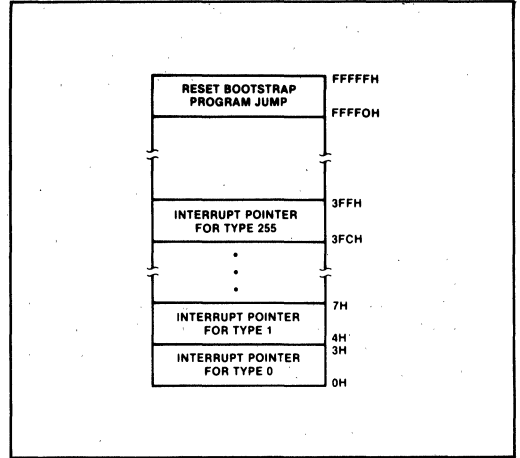 RESET BOOTSTRAP
PROGRAM JUMP
FFFFFH
FFFF0H
INTERRUPT POINTER
FOR TYPE 255
3FFH
3FCH
INTERRUPT POINTER
FOR TYPE 1
7H
4H
INTERRUPT POINTER
FOR TYPE 0
3H
0H